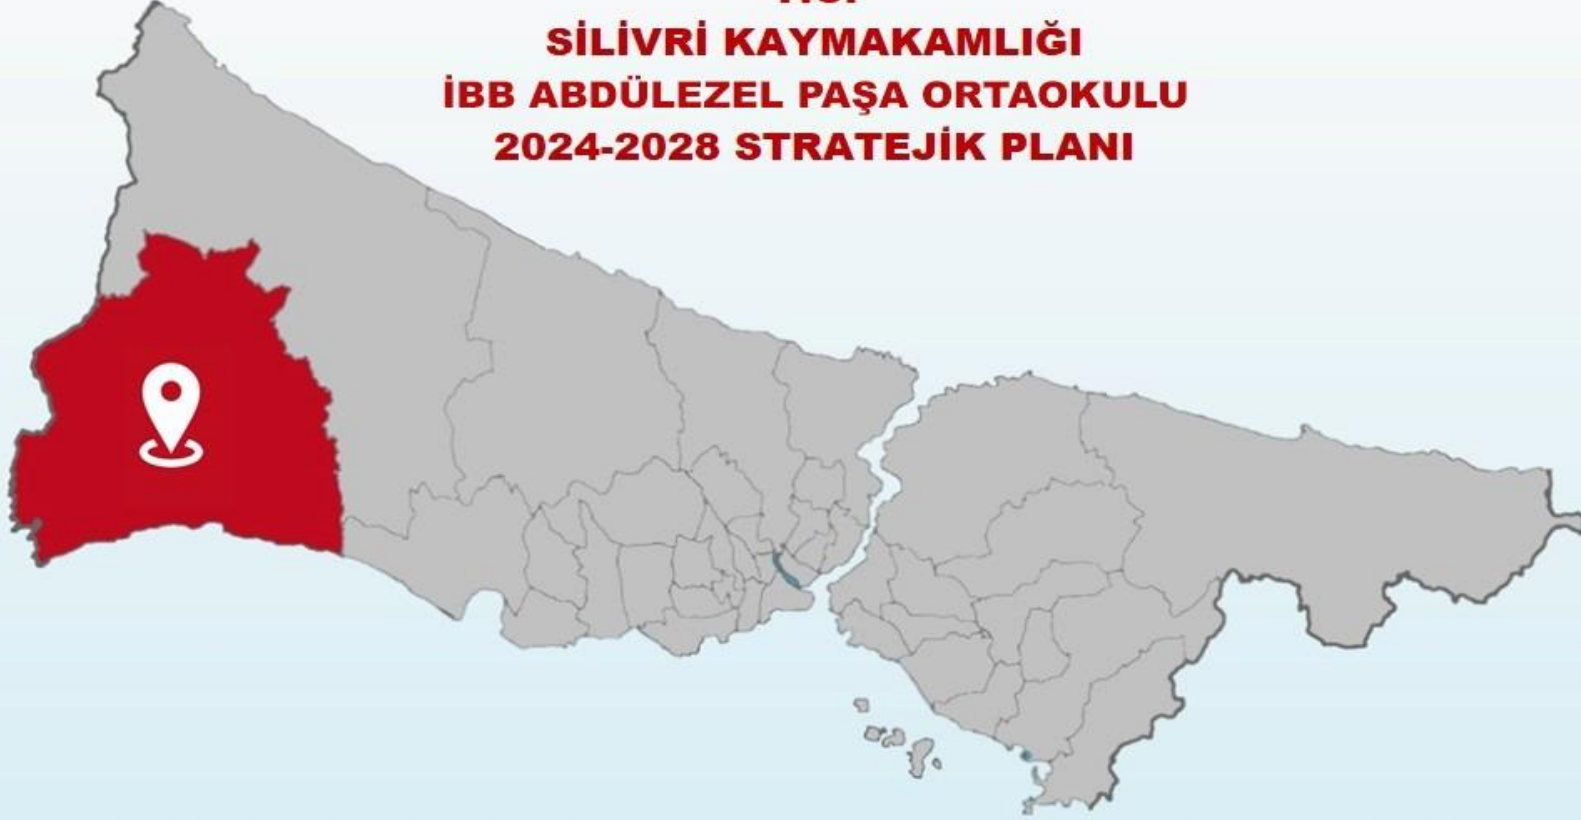 SİLİVRİ KAYMAKAMLIĞI
İBB ABDÜLEZEL PAŞA ORTAOKULU
2024-2028 STRATEJİK PLANI